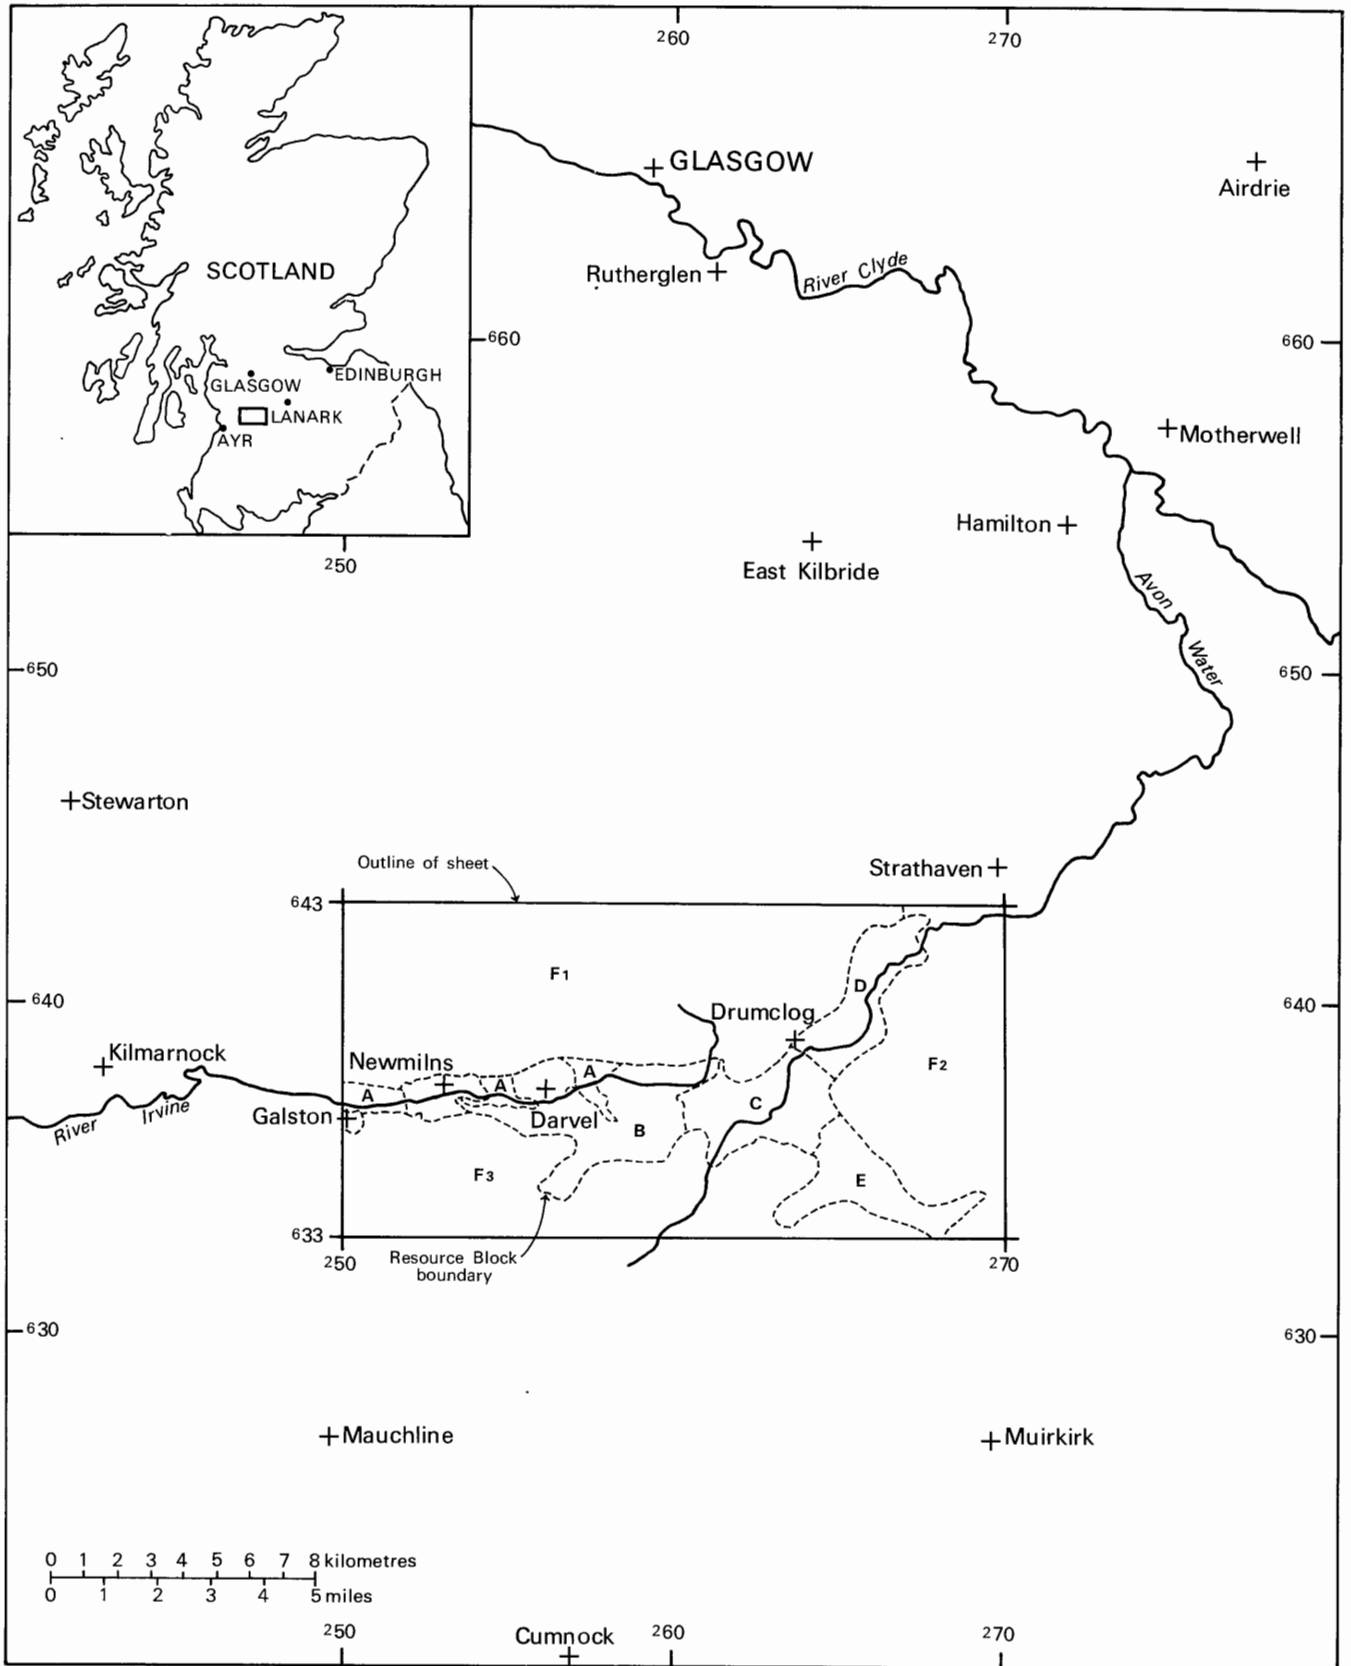 260
270
GLASGOW
Airdrie
SCOTLAND
Rutherglen
River Clyde
660
660
EDINBURGH
GLASGOW
LANARK
AYR
Motherwell
Hamilton
250
East Kilbride
Avon
Water
650
650
Stewarton
Outline of sheet
Strathaven
643
F1
D
640
640
Drumclog
Kilmarnock
Newmilns
F2
A
A
A
C
River
Irvine
Galston
Darvel
B
F3
E
633
250
Resource Block
boundary
270
630
630
Mauchline
Muirkirk
0 1 2 3 4 5 6 7 8 kilometres
0 1 2 3 4 5 miles
250
Cumnock
260
270